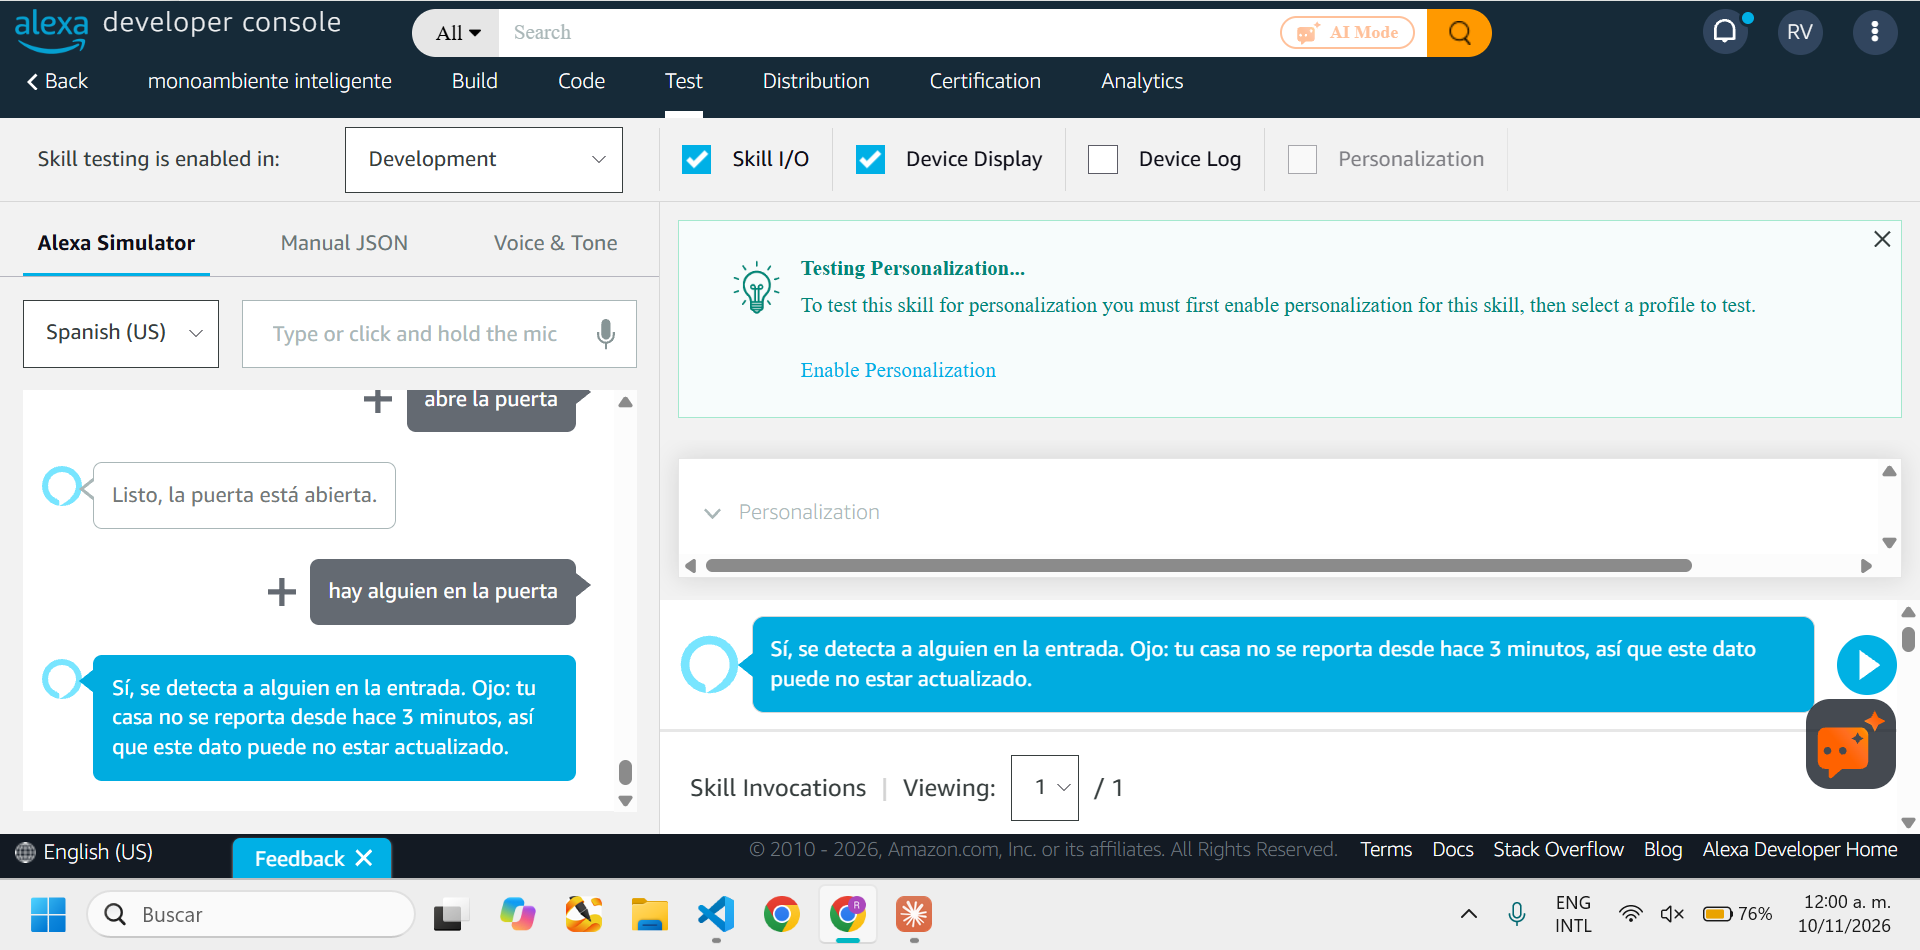 alexa developer console
All
Search
AI Mode
RV
Back
monoambiente inteligente
Build
Code
Test
Distribution
Certification
Analytics
Skill testing is enabled in:
Development
Skill I/O
Device Display
Device Log
Personalization
Alexa Simulator
Manual JSON
Voice & Tone
Spanish (US)
Type or click and hold the mic
abre la puerta
Listo, la puerta está abierta.
hay alguien en la puerta
Sí, se detecta a alguien en la entrada. Ojo: tu
casa no se reporta desde hace 3 minutos, así
que este dato puede no estar actualizado.
Testing Personalization...
To test this skill for personalization you must first enable personalization for this skill, then select a profile to test.
Enable Personalization
Personalization
Sí, se detecta a alguien en la entrada. Ojo: tu casa no se reporta desde hace 3 minutos, así que este dato
puede no estar actualizado.
Skill Invocations | Viewing: 1 / 1
English (US)
Feedback
© 2010 - 2026, Amazon.com, Inc. or its affiliates. All Rights Reserved.
Terms
Docs
Stack Overflow
Blog
Alexa Developer Home
Buscar
R
ENG
INTL
76%
12:00 a. m.
10/11/2026